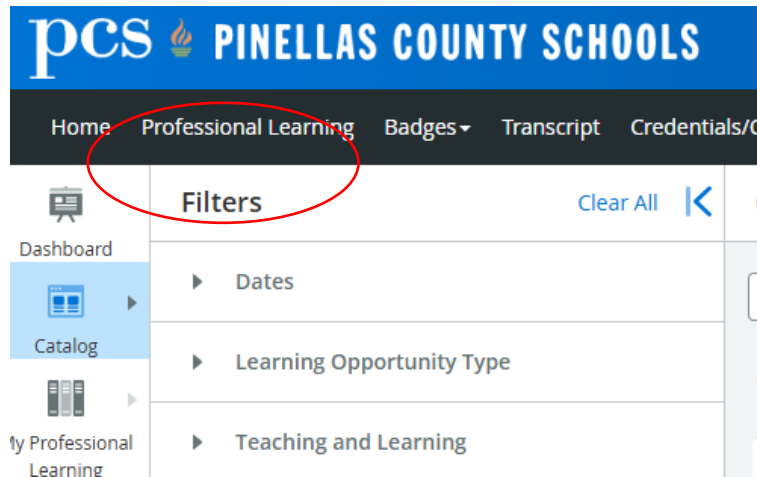 pcs PINELLAS COUNTY SCHOOLS
Home Professional Learning Badges Transcript Credentials/
Filters Clear All
Dashboard
Dates
Catalog
Learning Opportunity Type
My Professional
Learning
Teaching and Learning